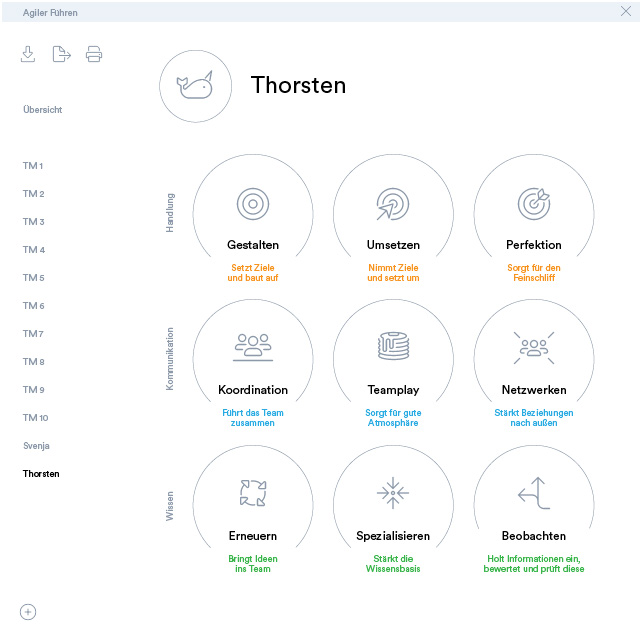 Agiler Führen
Übersicht
TM 1
TM 2
TM 3
TM 4
TM 5
TM 6
TM 7
TM 8
TM 9
TM 10
Svenja
Thorsten
Thorsten
Handlung
Gestalten
Setzt Ziele
und baut auf
Umsetzen
Nimmt Ziele
und setzt um
Perfektion
Sorgt für den
Feinschliff
Kommunikation
Koordination
Führt das Team
zusammen
Teamplay
Sorgt für gute
Atmosphäre
Netzwerken
Stärkt Beziehungen
nach außen
Wissen
Erneuern
Bringt Ideen
ins Team
Spezialisieren
Stärkt die
Wissensbasis
Beobachten
Holt Informationen ein,
bewertet und prüft diese